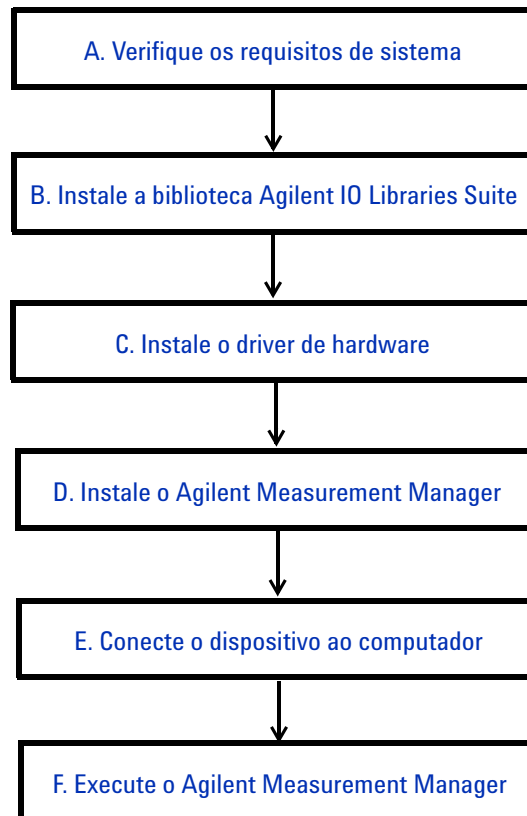 A. Verifique os requisitos de sistema
B. Instale a biblioteca Agilent IO Libraries Suite
C. Instale o driver de hardware
D. Instale o Agilent Measurement Manager
E. Conecte o dispositivo ao computador
F. Execute o Agilent Measurement Manager